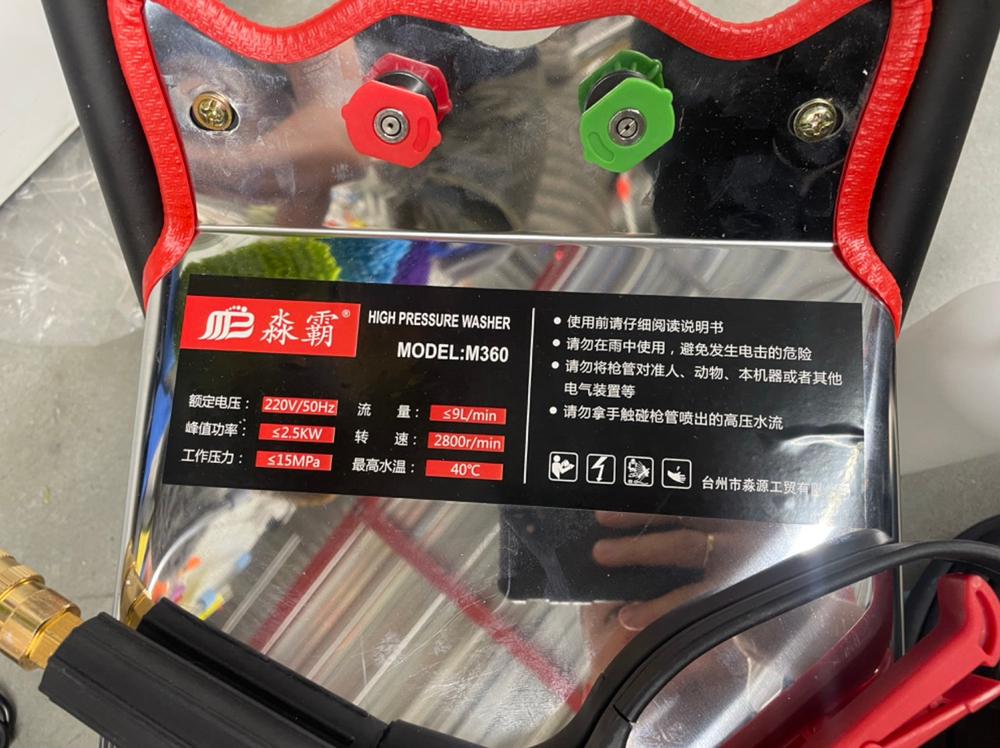 淼霸®
HIGH PRESSURE WASHER
MODEL:M360
额定电压： 220V/50Hz 流 量： ≤9L/min
峰值功率： ≤2.5KW 转 速： 2800r/min
工作压力： ≤15MPa 最高水温： 40℃
● 使用前请仔细阅读说明书
● 请勿在雨中使用，避免发生电击的危险
● 请勿将枪管对准人、动物、本机器或者其他
电气装置等
● 请勿拿手触碰枪管喷出的高压水流
台州市淼源工贸有限